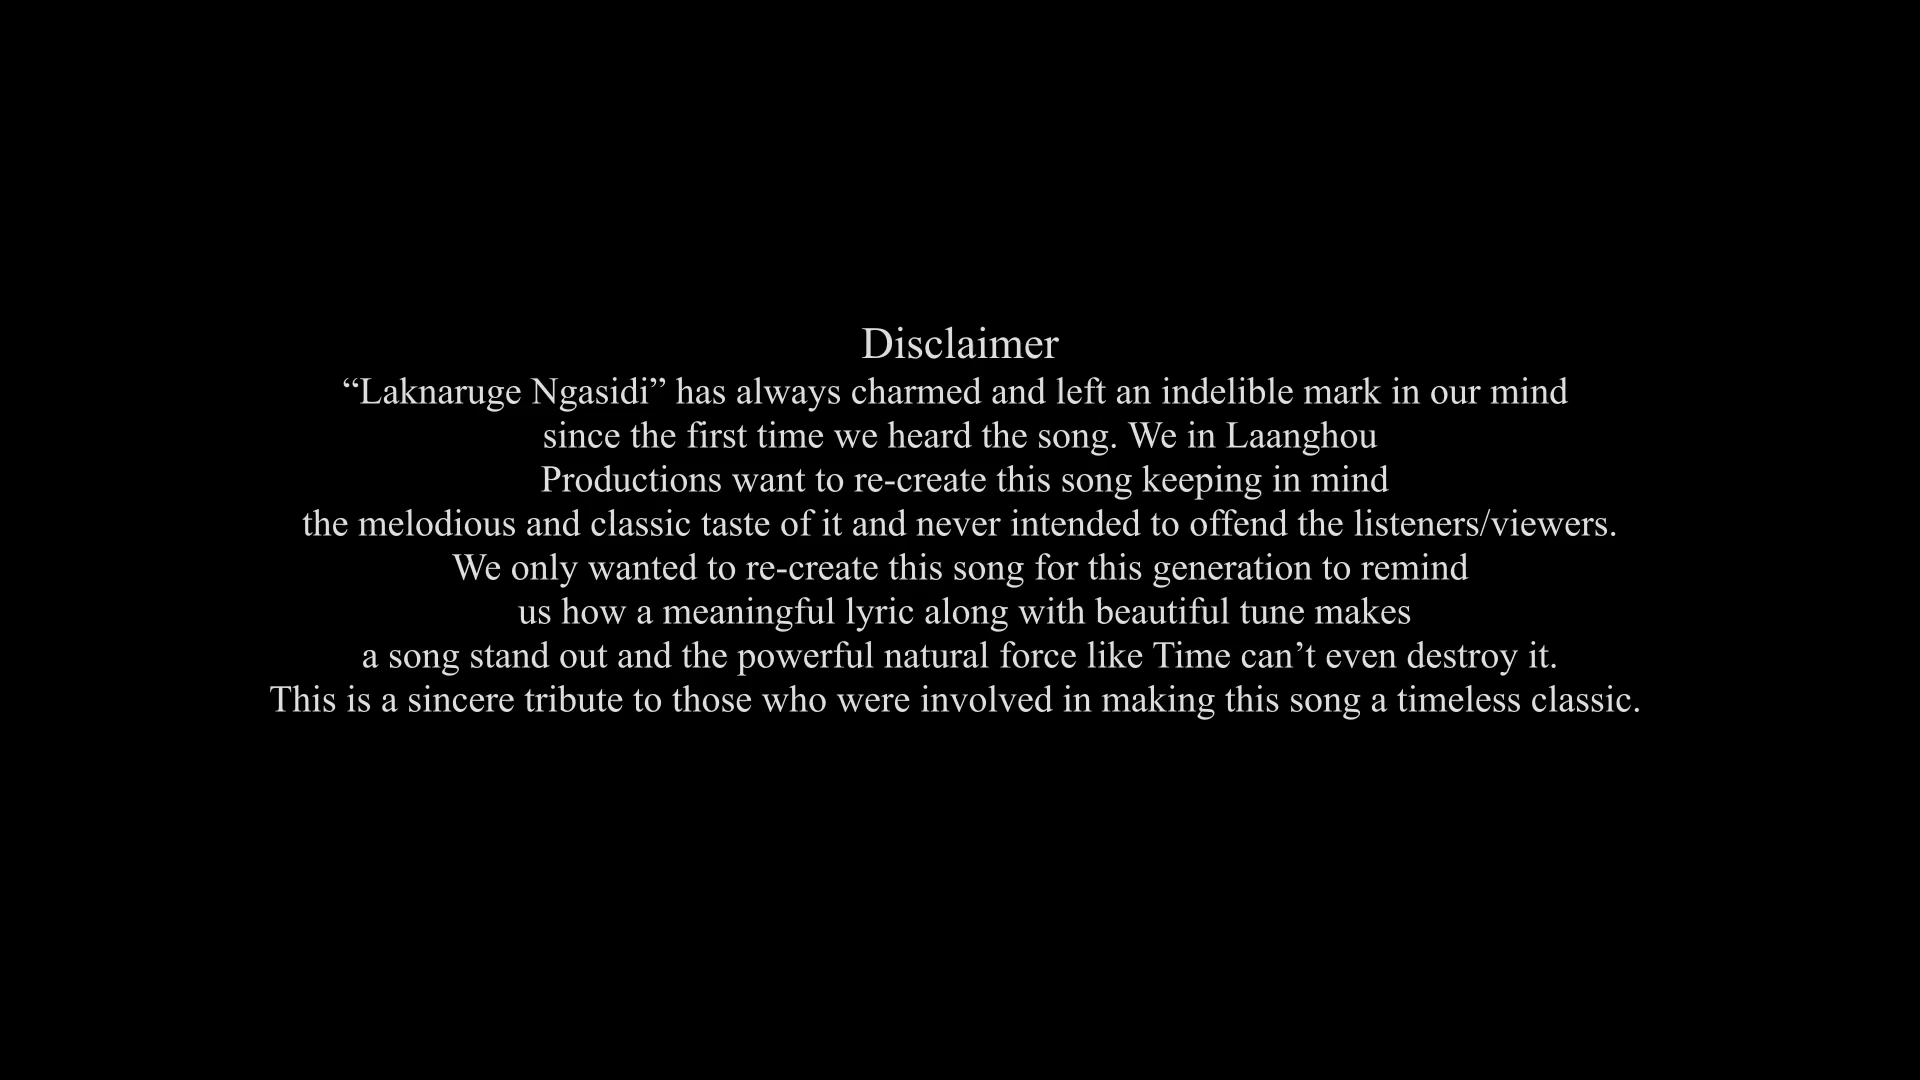 Disclaimer
“Laknaruge Ngasidi” has always charmed and left an indelible mark in our mind
since the first time we heard the song. We in Laanghou
Productions want to re-create this song keeping in mind
the melodious and classic taste of it and never intended to offend the listeners/viewers.
We only wanted to re-create this song for this generation to remind
us how a meaningful lyric along with beautiful tune makes
a song stand out and the powerful natural force like Time can’t even destroy it.
This is a sincere tribute to those who were involved in making this song a timeless classic.